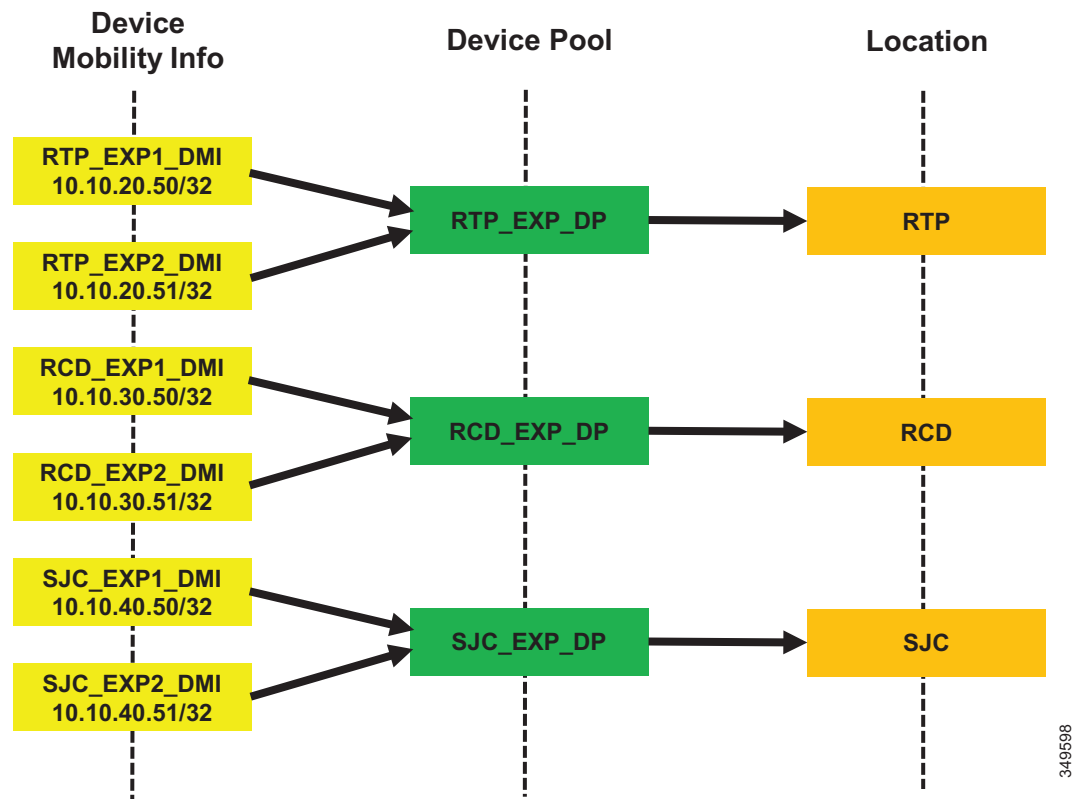 Device
Mobility Info
Device Pool
Location
RTP_EXP1_DMI
10.10.20.50/32
RTP_EXP2_DMI
10.10.20.51/32
RTP_EXP_DP
RTP
RCD_EXP1_DMI
10.10.30.50/32
RCD_EXP2_DMI
10.10.30.51/32
RCD_EXP_DP
RCD
SJC_EXP1_DMI
10.10.40.50/32
SJC_EXP2_DMI
10.10.40.51/32
SJC_EXP_DP
SJC
349598